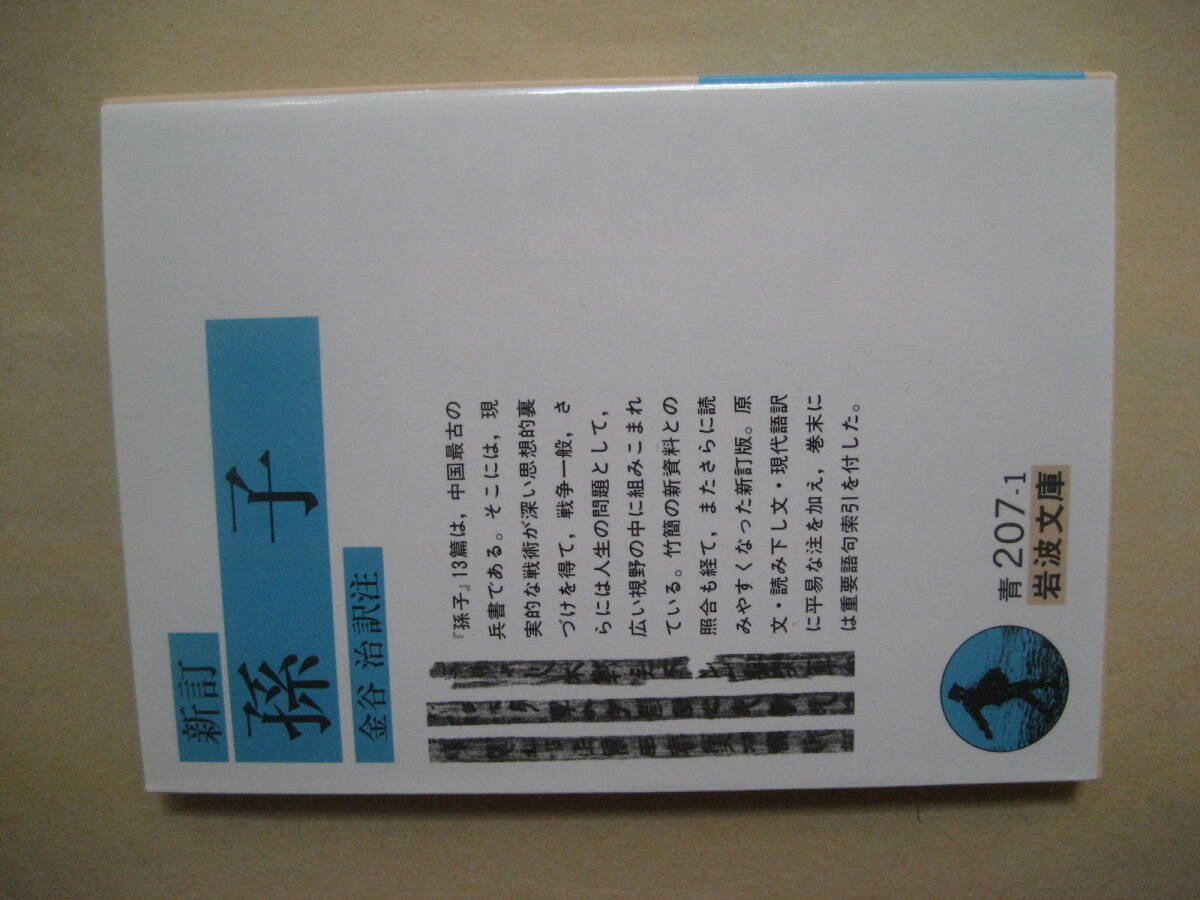 新訂
孫子
金谷 治訳注
『孫子』13篇は，中国最古の
兵書である。そこには，現
実的な戦術が深い思想的裏
づけを得て，戦争一般，さ
らには人生の問題として，
広い視野の中に組みこまれ
ている。竹簡の新資料との
照合も経て，またさらに読
みやすくなった新訂版。原
文・読み下し文・現代語訳
に平易な注を加え，巻末に
は重要語句索引を付した。
青 207-1
岩波文庫